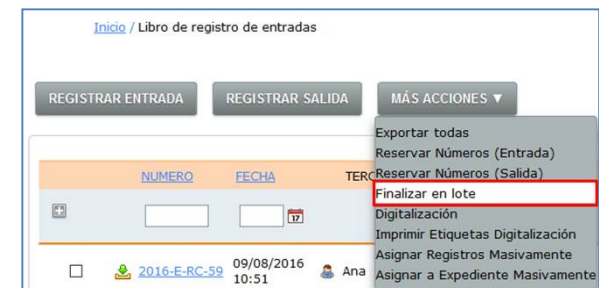 Inicio / Libro de registro de entradas
REGISTRAR ENTRADA REGISTRAR SALIDA MÁS ACCIONES ▼
Exportar todas
Reservar Números (Entrada)
Reservar Números (Salida)
Finalizar en lote
Digitalización
Imprimir Etiquetas Digitalización
Asignar Registros Masivamente
Asignar a Expediente Masivamente
NUMERO FECHA TERC
17
2016-E-RC-59 09/08/2016 Ana
10:51